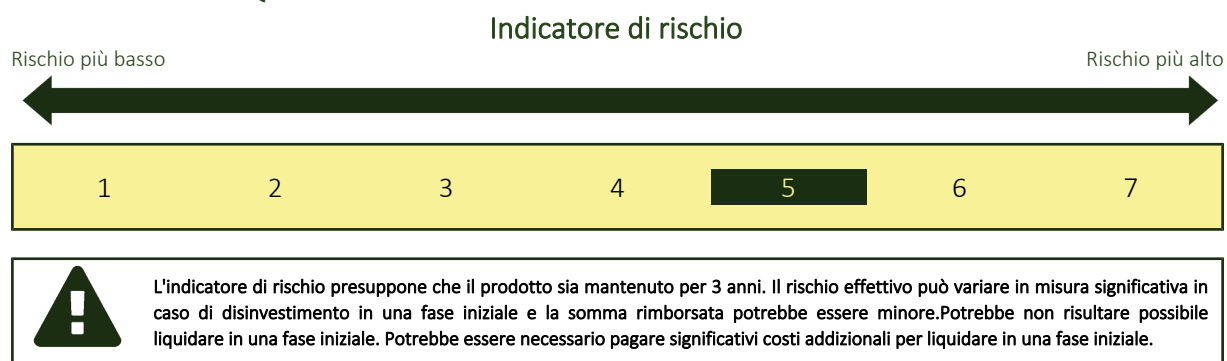 Indicatore di rischio
Rischio più basso
Rischio più alto
1 2 3 4 5 6 7
L'indicatore di rischio presuppone che il prodotto sia mantenuto per 3 anni. Il rischio effettivo può variare in misura significativa in
caso di disinvestimento in una fase iniziale e la somma rimborsata potrebbe essere minore.Potrebbe non risultare possibile
liquidare in una fase iniziale. Potrebbe essere necessario pagare significativi costi addizionali per liquidare in una fase iniziale.